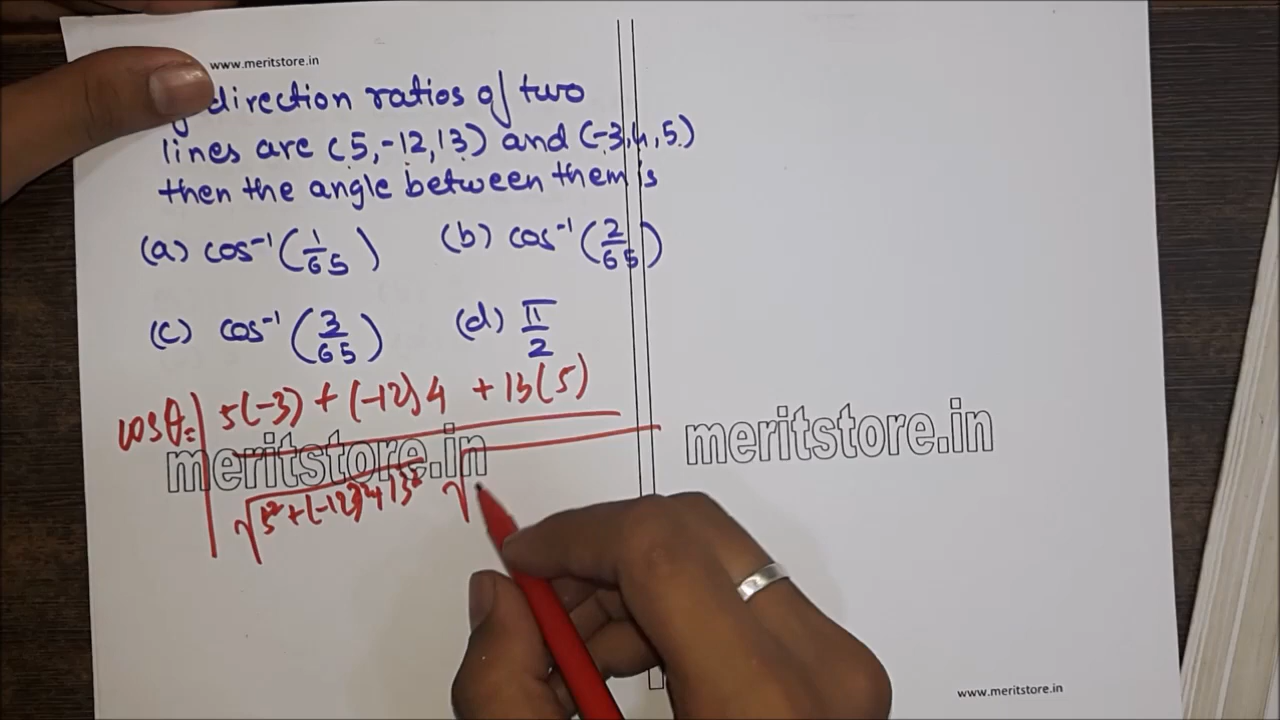 www.meritstore.in
direction ratios of two
lines are (5,-12,13) and (-3,4,5)
then the angle between them is
(a) cos⁻¹(1/65) (b) cos⁻¹(2/65)
(c) cos⁻¹(3/65) (d) π/2
cosθ = | 5(-3) + (-12)4 + 13(5)
meritstore.in meritstore.in
√5²+(-12)²+13² √
www.meritstore.in